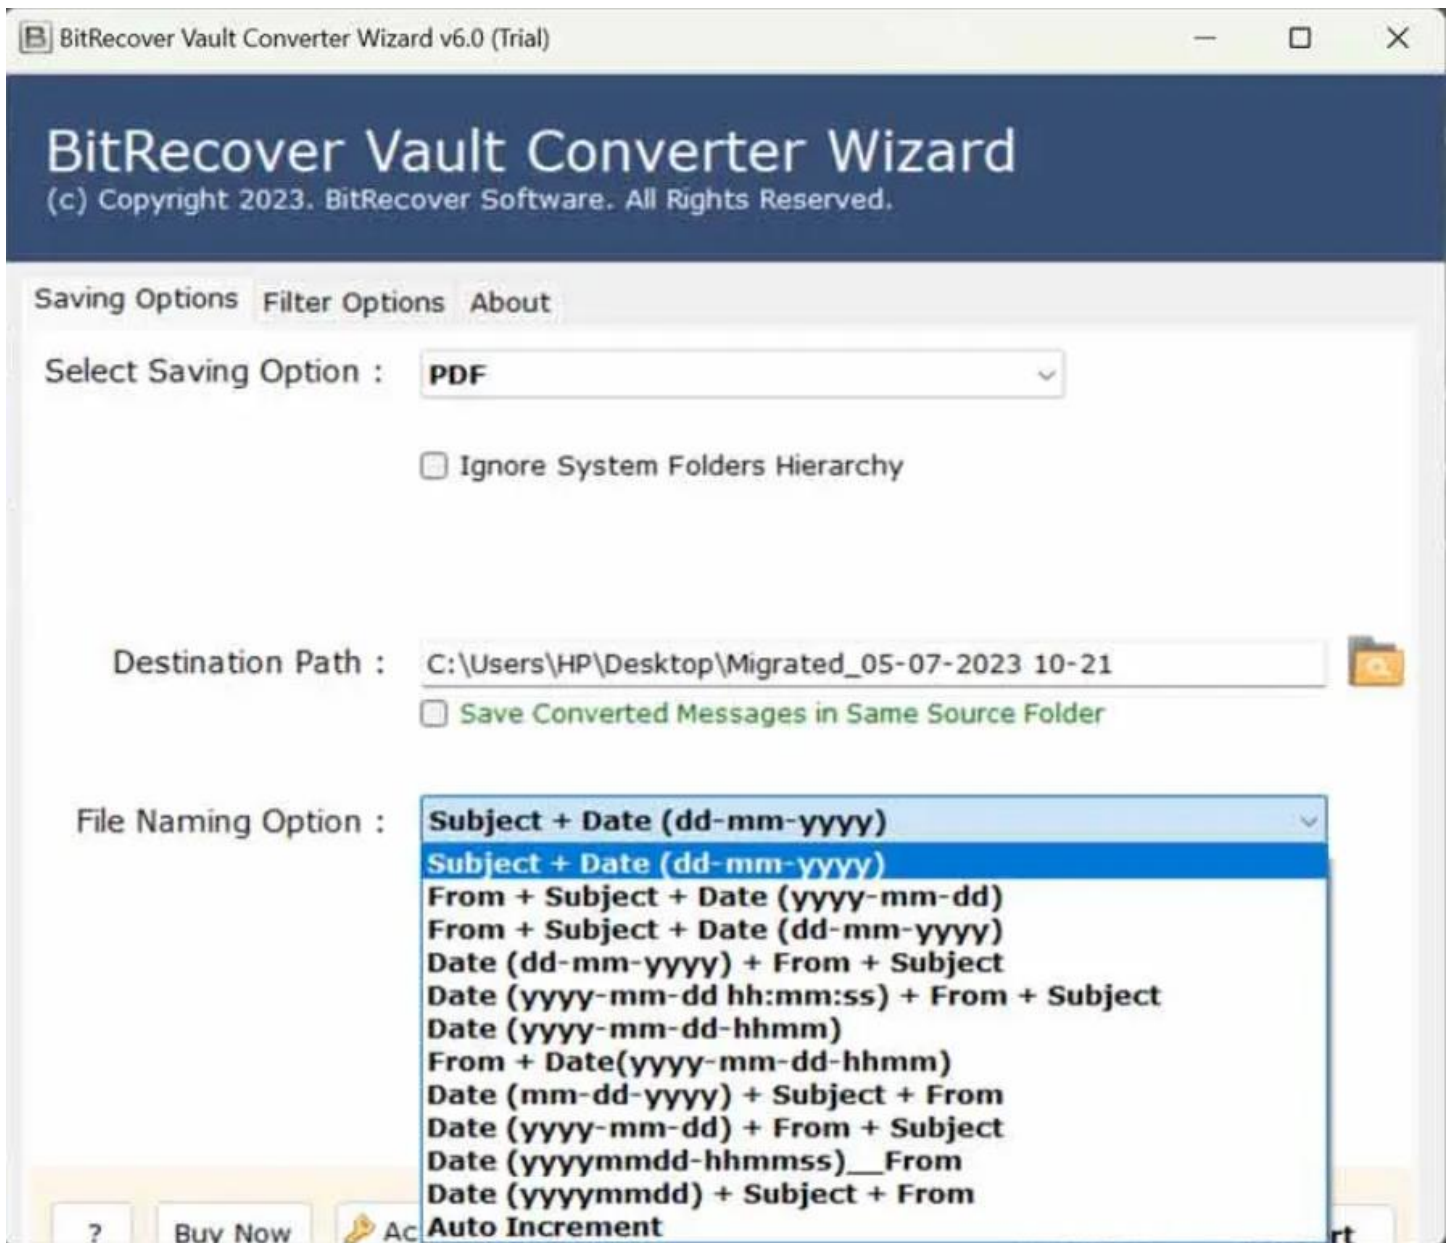 BitRecover Vault Converter Wizard v6.0 (Trial)
BitRecover Vault Converter Wizard
(c) Copyright 2023. BitRecover Software. All Rights Reserved.
Saving Options Filter Options About
Select Saving Option : PDF
Ignore System Folders Hierarchy
Destination Path : C:\Users\HP\Desktop\Migrated_05-07-2023 10-21
Save Converted Messages in Same Source Folder
File Naming Option : Subject + Date (dd-mm-yyyy)
Subject + Date (dd-mm-yyyy)
From + Subject + Date (yyyy-mm-dd)
From + Subject + Date (dd-mm-yyyy)
Date (dd-mm-yyyy) + From + Subject
Date (yyyy-mm-dd hh:mm:ss) + From + Subject
Date (yyyy-mm-dd-hhmm)
From + Date(yyyy-mm-dd-hhmm)
Date (mm-dd-yyyy) + Subject + From
Date (yyyy-mm-dd) + From + Subject
Date (yyyymmdd-hhmmss)__From
Date (yyyymmdd) + Subject + From
Auto Increment
? Buy Now